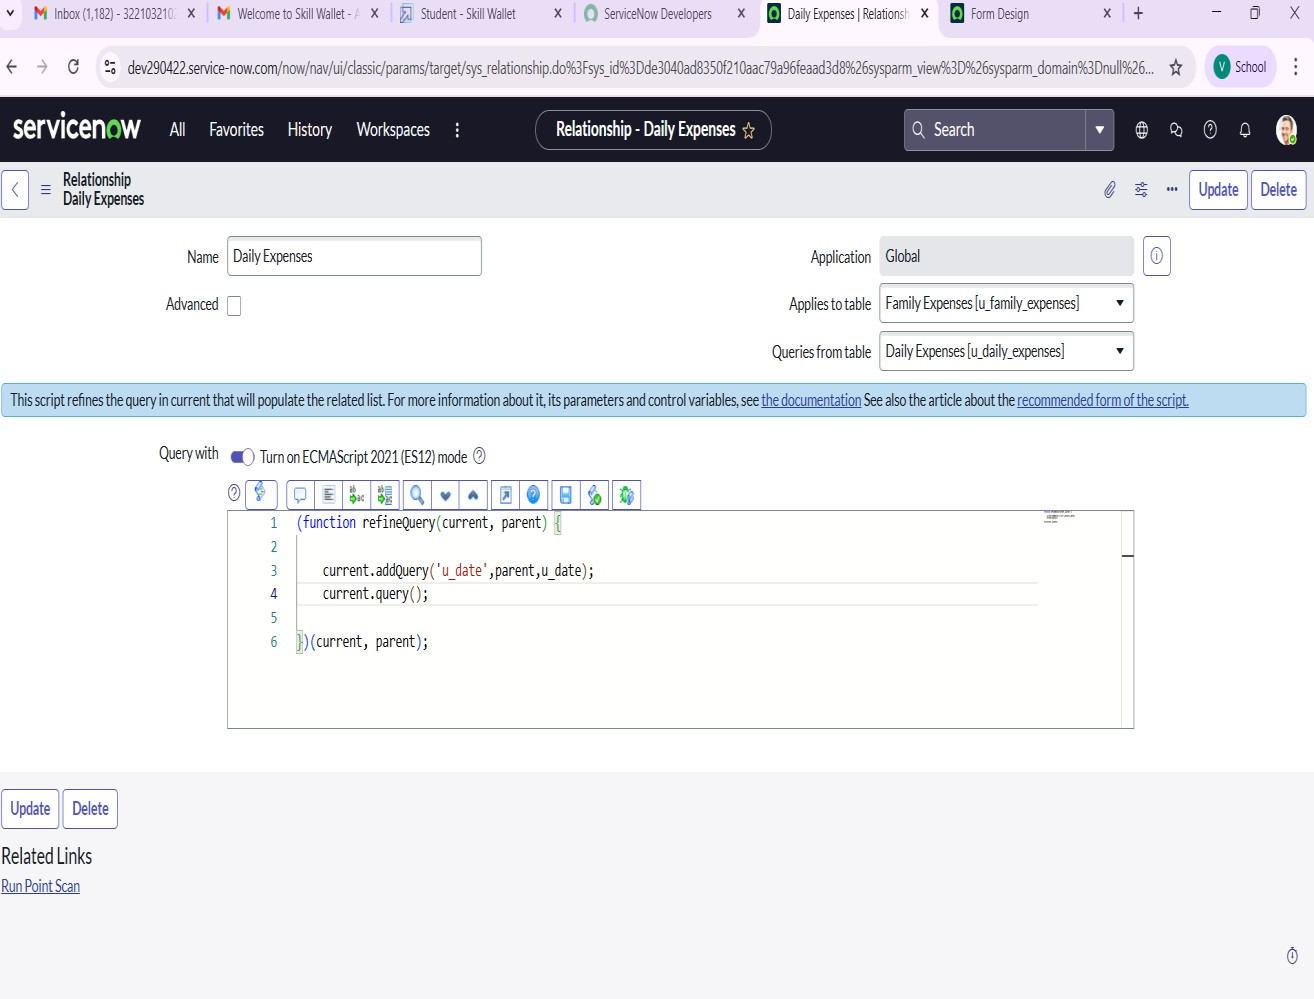 Inbox (1,182) - 322103210
Welcome to Skill Wallet - A
Student - Skill Wallet
ServiceNow Developers
Daily Expenses | Relationsh
Form Design
dev290422.service-now.com/now/nav/ui/classic/params/target/sys_relationship.do%3Fsys_id%3Dde3040ad8350f210aac79a96feaad3d8%26sysparm_view%3D%26sysparm_domain%3Dnull%26...
V School
servicenow
All
Favorites
History
Workspaces
Relationship - Daily Expenses
Search
Relationship
Daily Expenses
Update
Delete
Name
Daily Expenses
Application
Global
Advanced
Applies to table
Family Expenses [u_family_expenses]
Queries from table
Daily Expenses [u_daily_expenses]
This script refines the query in current that will populate the related list. For more information about it, its parameters and control variables, see the documentation See also the article about the recommended form of the script.
Query with
Turn on ECMAScript 2021 (ES12) mode
1 (function refineQuery(current, parent) {
2
3 current.addQuery('u_date',parent,u_date);
4 current.query();
5
6 })(current, parent);
Update
Delete
Related Links
Run Point Scan